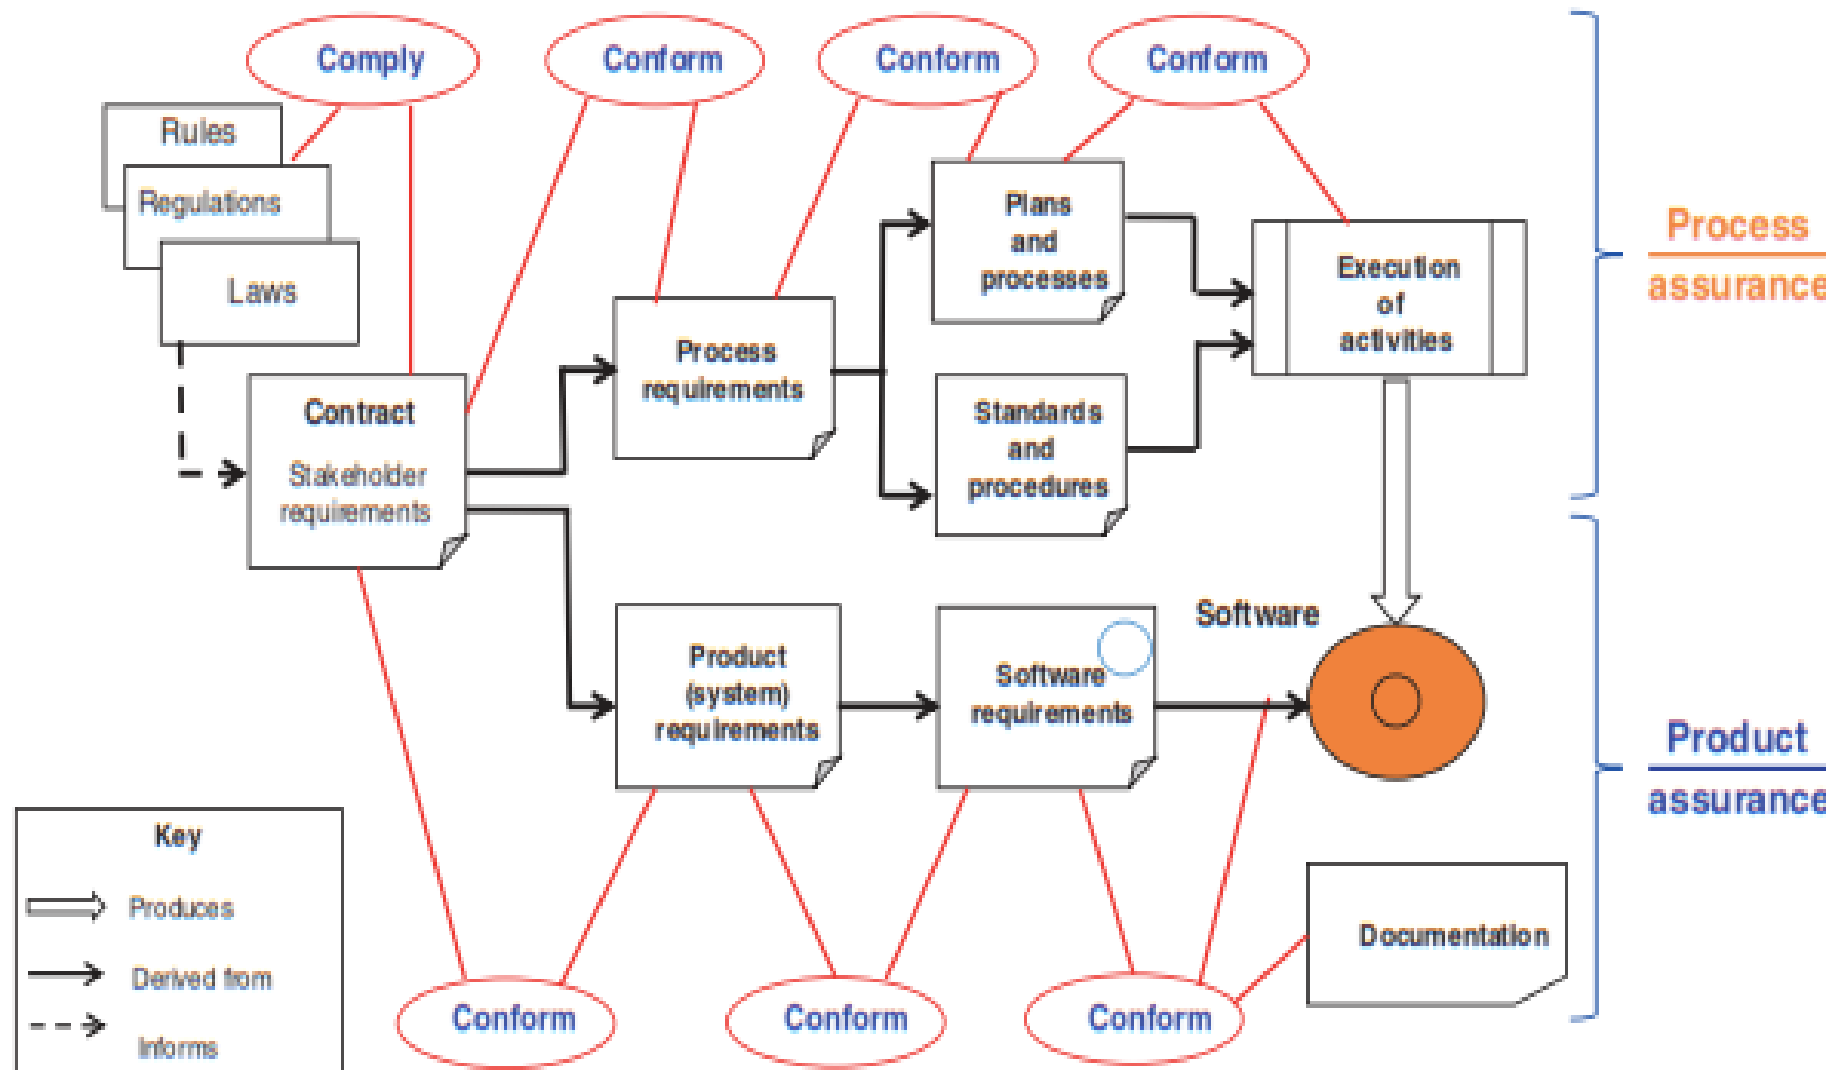 Comply
Conform
Conform
Conform
Rules
Regulations
Laws
Contract
Stakeholder
requirements
Process
requirements
Plans
and
processes
Standards
and
procedures
Execution
of
activities
Process
assurance
Product
(system)
requirements
Software
requirements
Software
Product
assurance
Documentation
Key
Produces
Derived from
Informs
Conform
Conform
Conform